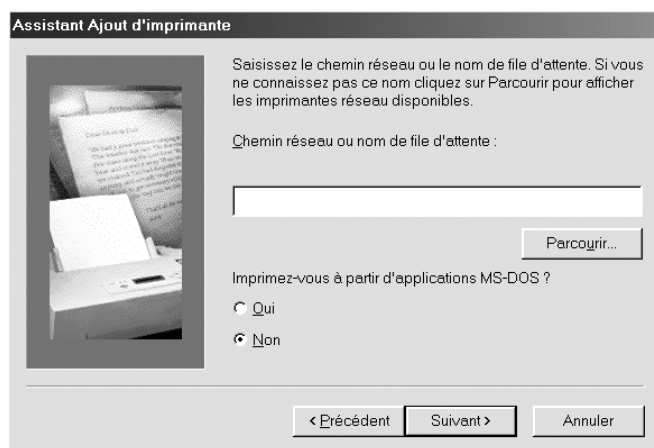 Assistant Ajout d'imprimante
Saisissez le chemin réseau ou le nom de file d'attente. Si vous
ne connaissez pas ce nom cliquez sur Parcourir pour afficher
les imprimantes réseau disponibles.
Chemin réseau ou nom de file d'attente :
Parcourir...
Imprimez-vous à partir d'applications MS-DOS ?
Oui
Non
< Précédent
Suivant >
Annuler